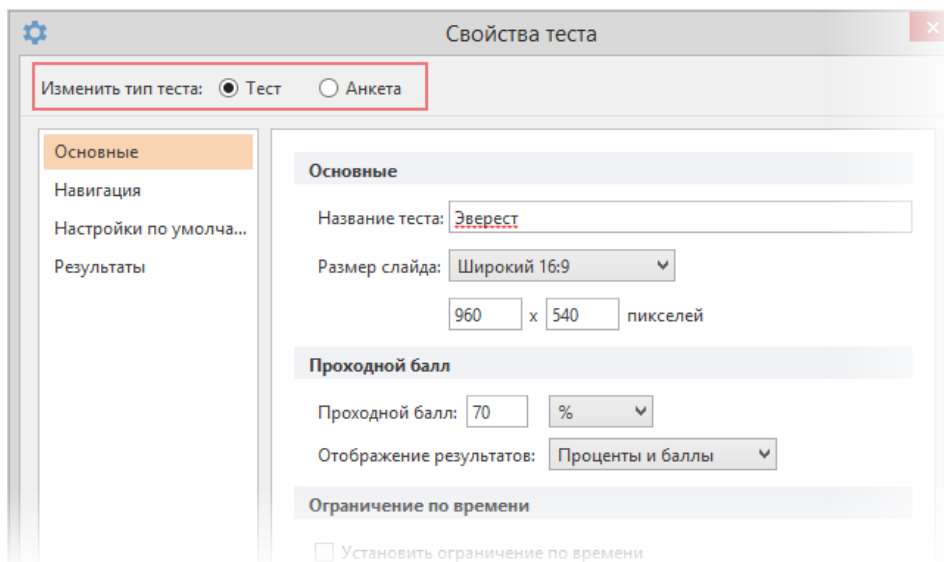 Свойства теста
Изменить тип теста: Тест Анкета
Основные
Навигация
Настройки по умолча...
Результаты
Основные
Название теста: Эверест
Размер слайда: Широкий 16:9
960 x 540 пикселей
Проходной балл
Проходной балл: 70 %
Отображение результатов: Проценты и баллы
Ограничение по времени
Установить ограничение по времени